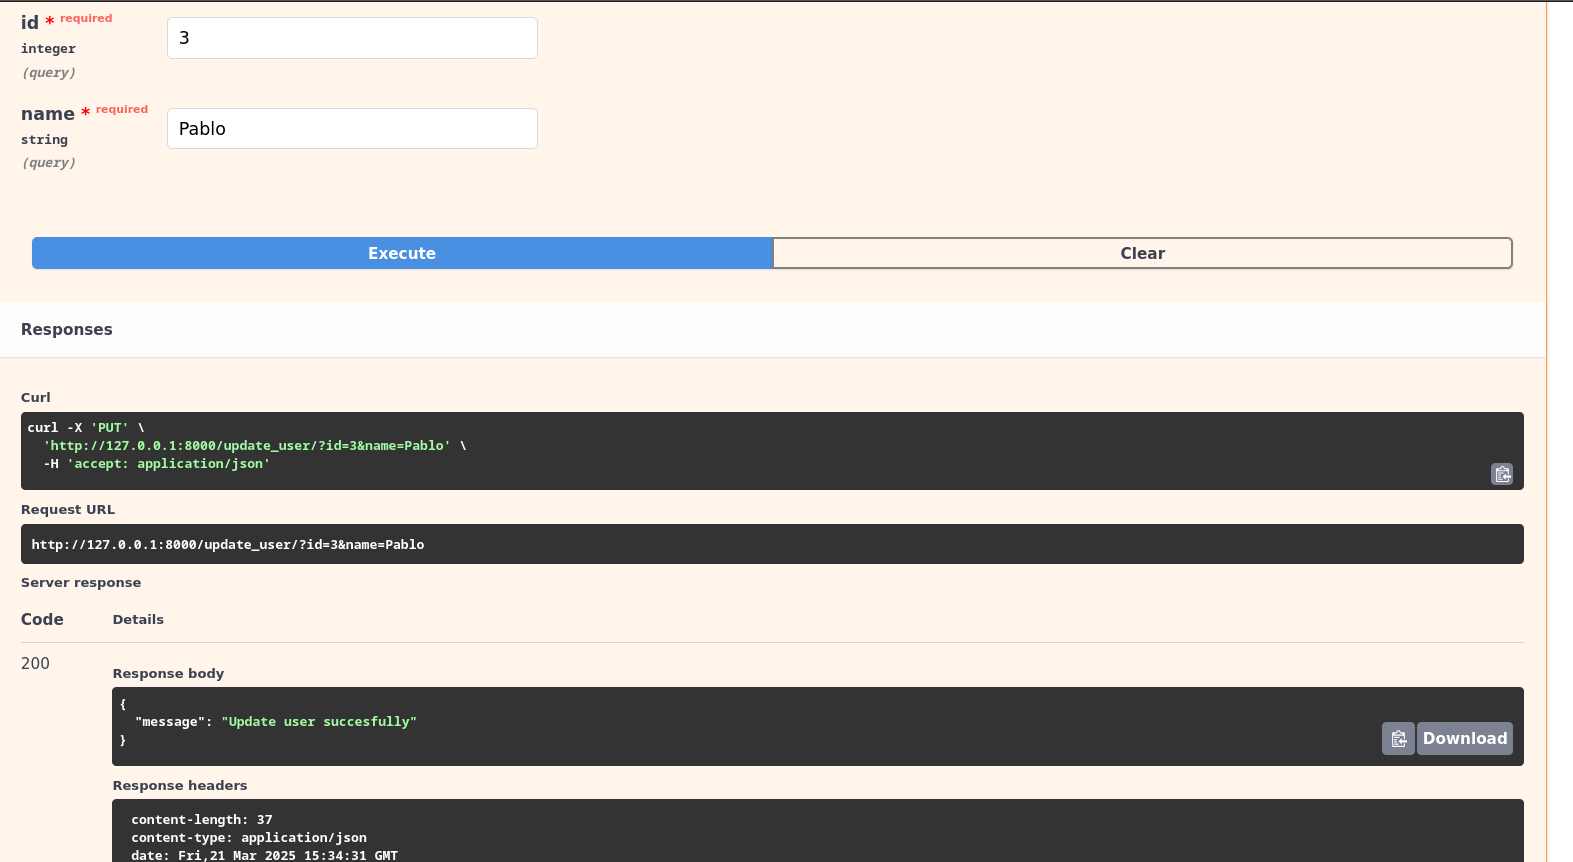 id * required
3
integer
(query)
name * required
Pablo
string
(query)
Execute
Clear
Responses
Curl
curl -X 'PUT' \
'http://127.0.0.1:8000/update_user/?id=3&name=Pablo' \
-H 'accept: application/json'
Request URL
http://127.0.0.1:8000/update_user/?id=3&name=Pablo
Server response
Code Details
200
Response body
{
"message": "Update user succesfully"
}
Download
Response headers
content-length: 37
content-type: application/json
date: Fri,21 Mar 2025 15:34:31 GMT